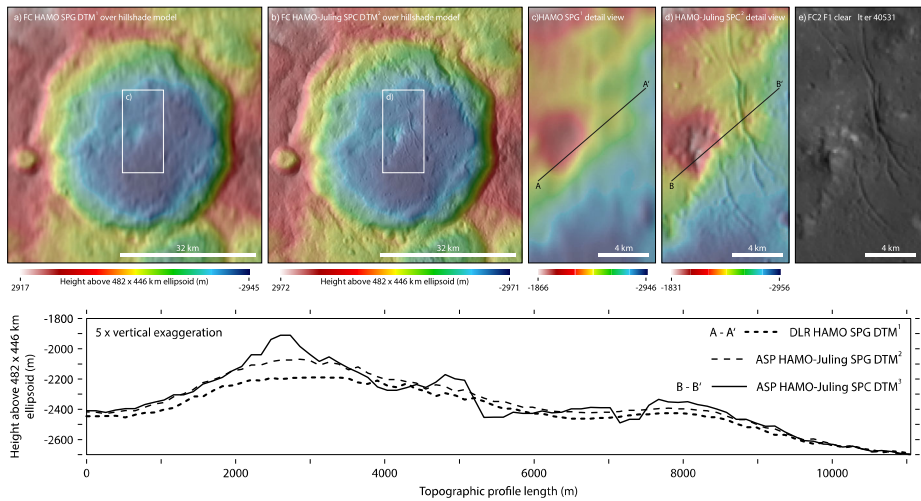 a) FC HAMO SPG DTM¹ over hillshade model
b) FC HAMO-Juling SPC DTM³ over hillshade model
c)HAMO SPG¹ detail view
d) HAMO-Juling SPC³ detail view
e) FC2 F1 clear lter 40531
c)
d)
A'
A
B'
B
32 km
32 km
4 km
4 km
4 km
2917
Height above 482 x 446 km ellipsoid (m)
-2945
2972
Height above 482 x 446 km ellipsoid (m)
-2971
-1866
-2946
-1831
-2956
5 x vertical exaggeration
A - A' DLR HAMO SPG DTM¹
ASP HAMO-Juling SPG DTM²
B - B' ASP HAMO-Juling SPC DTM³
Height above 482 x 446 km
ellipsoid (m)
-1800
-2000
-2200
-2400
-2600
0 2000 4000 6000 8000 10000
Topographic profile length (m)